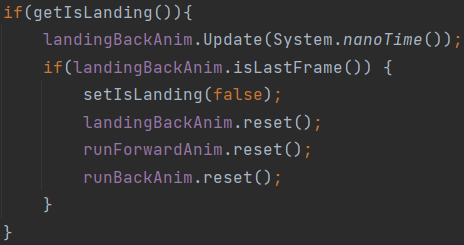 if(getIsLanding()){
    landingBackAnim.Update(System.nanoTime());
    if(landingBackAnim.isLastFrame()) {
        setIsLanding(false);
        landingBackAnim.reset();
        runForwardAnim.reset();
        runBackAnim.reset();
    }
}